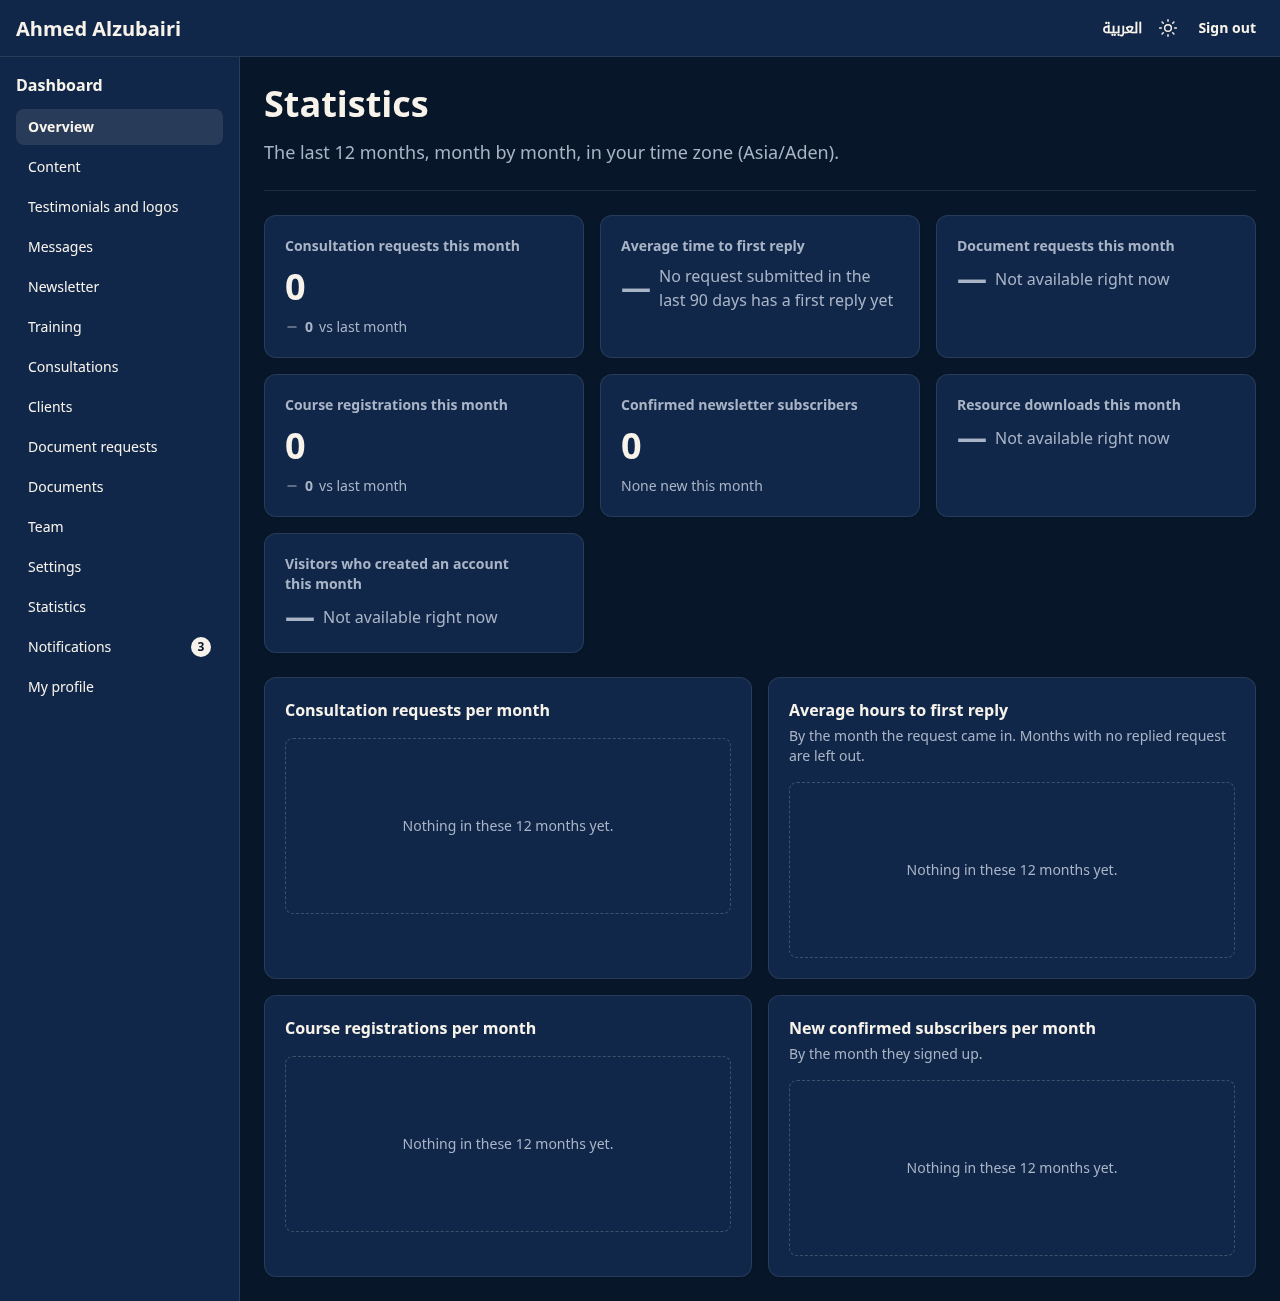 Ahmed Alzubairi
العربية
Sign out
Dashboard
Overview
Content
Testimonials and logos
Messages
Newsletter
Training
Consultations
Clients
Document requests
Documents
Team
Settings
Statistics
Notifications 3
My profile
Statistics
The last 12 months, month by month, in your time zone (Asia/Aden).
Consultation requests this month
0
— 0 vs last month
Average time to first reply
— No request submitted in the
last 90 days has a first reply yet
Document requests this month
— Not available right now
Course registrations this month
0
— 0 vs last month
Confirmed newsletter subscribers
0
None new this month
Resource downloads this month
— Not available right now
Visitors who created an account
this month
— Not available right now
Consultation requests per month
Nothing in these 12 months yet.
Average hours to first reply
By the month the request came in. Months with no replied request
are left out.
Nothing in these 12 months yet.
Course registrations per month
Nothing in these 12 months yet.
New confirmed subscribers per month
By the month they signed up.
Nothing in these 12 months yet.